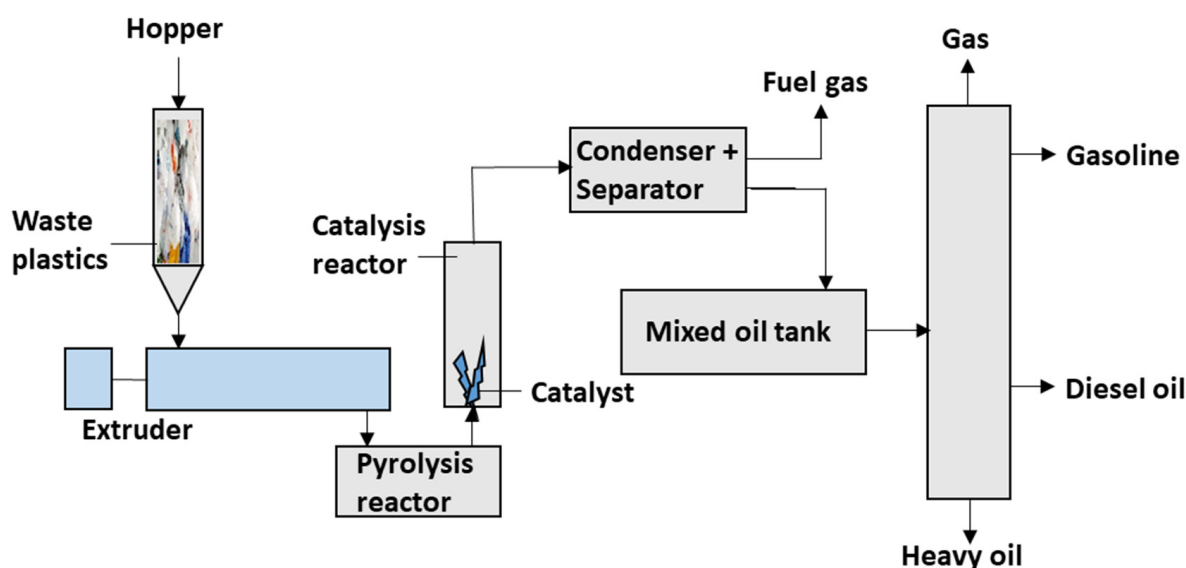 Hopper
Waste
plastics
Extruder
Pyrolysis
reactor
Catalysis
reactor
Catalyst
Condenser +
Separator
Fuel gas
Mixed oil tank
Gas
Gasoline
Diesel oil
Heavy oil